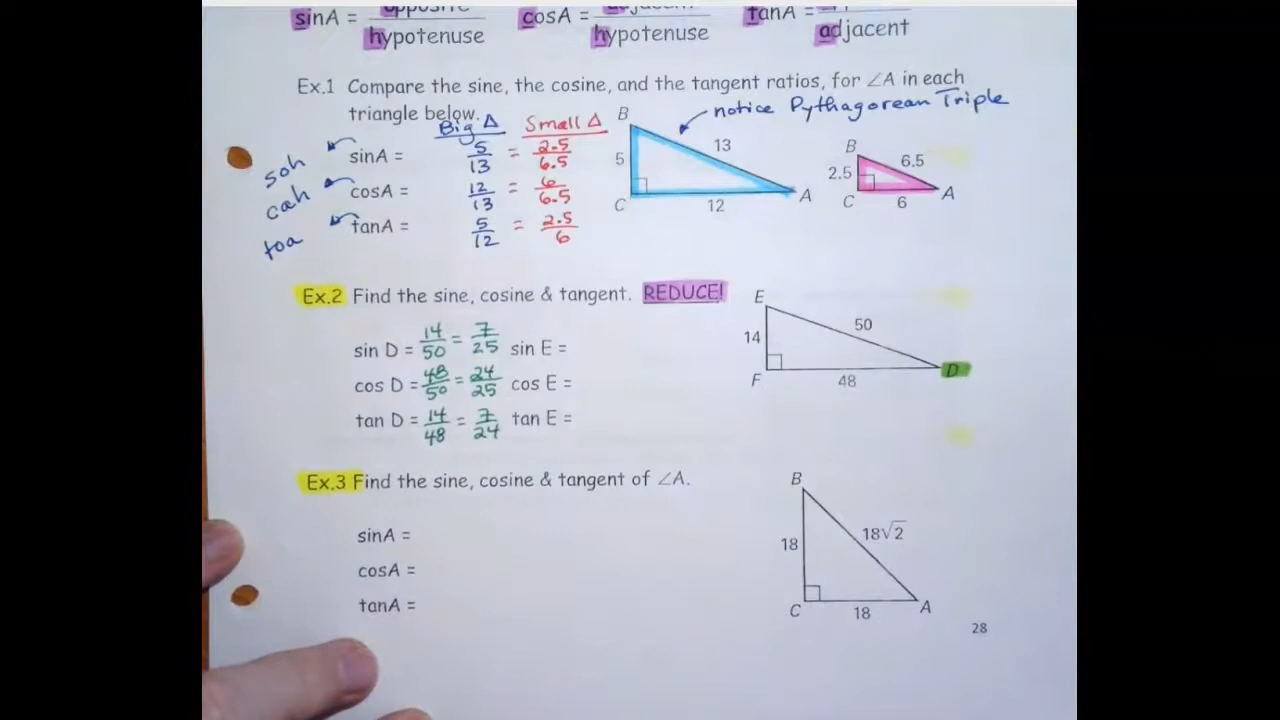 sinA = opposite
hypotenuse
cosA = adjacent
hypotenuse
tanA =
adjacent
Ex.1 Compare the sine, the cosine, and the tangent ratios, for ∠A in each
triangle below.
notice Pythagorean Triple
Big Δ
Small Δ
soh
sinA = 5/13 = 2.5/6.5
cah
cosA = 12/13 = 6/6.5
toa
tanA = 5/12 = 2.5/6
B
5
13
C
12
A
B
2.5
6.5
C
6
A
Ex.2 Find the sine, cosine & tangent. REDUCE!
sin D = 14/50 = 7/25 sin E =
cos D = 48/50 = 24/25 cos E =
tan D = 14/48 = 7/24 tan E =
E
14
50
F
48
D
Ex.3 Find the sine, cosine & tangent of ∠A.
sinA =
cosA =
tanA =
B
18
18√2
C
18
A
28